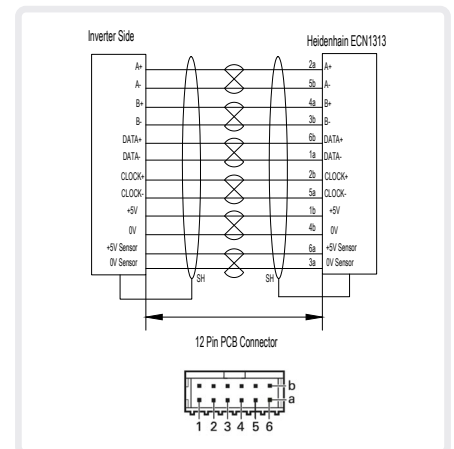 Inverter Side
Heidenhain ECN1313
A+ 2a A+
A- 5b A-
B+ 4a B+
B- 3b B-
DATA+ 6b DATA+
DATA- 1a DATA-
CLOCK+ 2b CLOCK+
CLOCK- 5a CLOCK-
+5V 1b +5V
0V 4b 0V
+5V Sensor 6a +5V Sensor
0V Sensor 3a 0V Sensor
SH SH
12 Pin PCB Connector
b
a
1 2 3 4 5 6